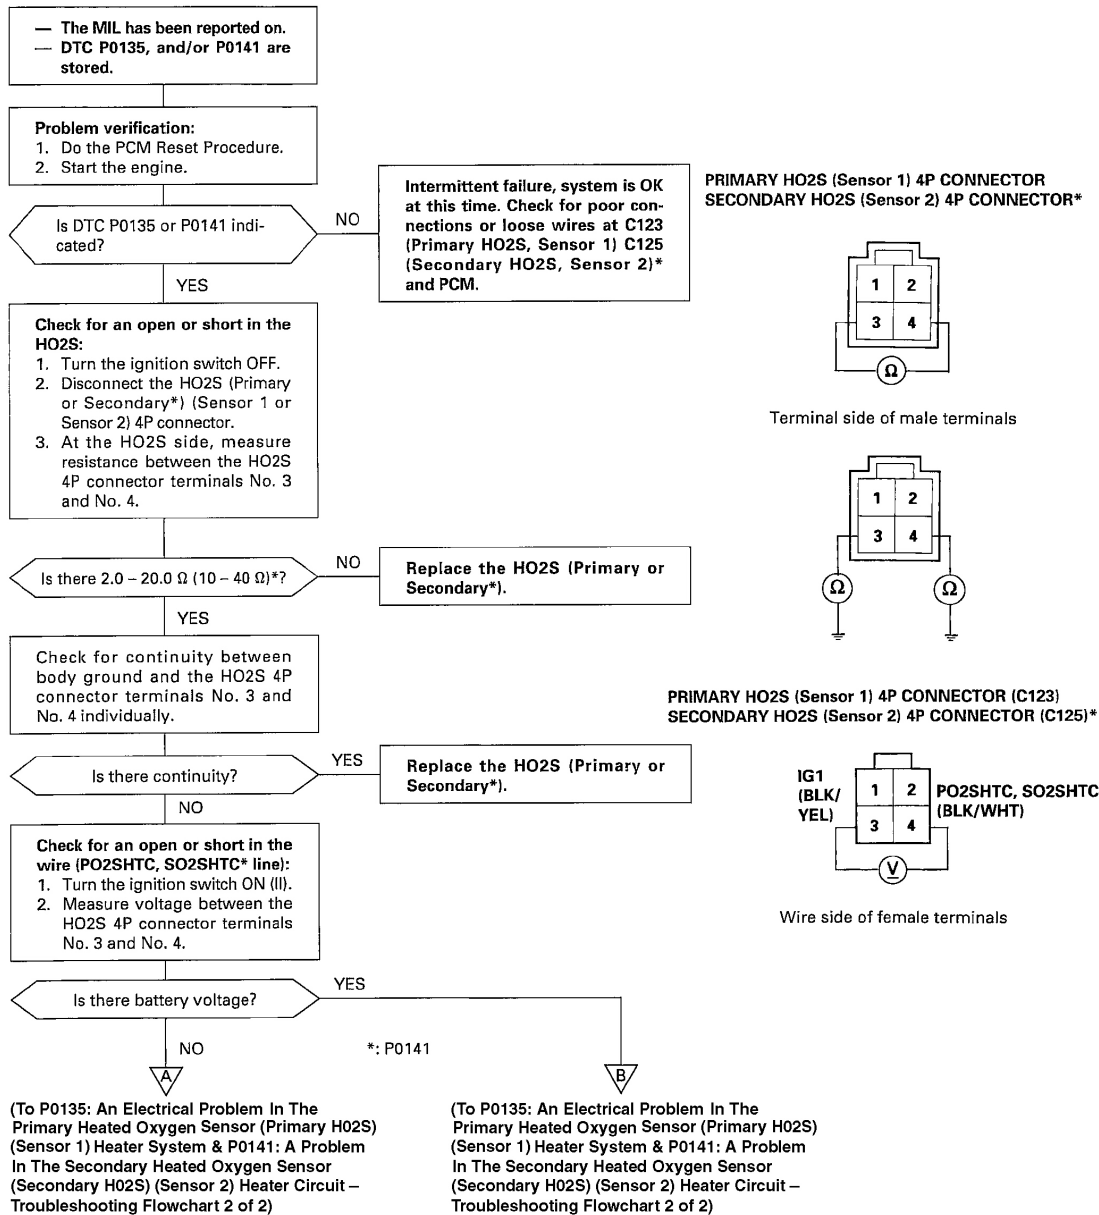 — The MIL has been reported on.
— DTC P0135, and/or P0141 are
stored.
Problem verification:
1. Do the PCM Reset Procedure.
2. Start the engine.
Is DTC P0135 or P0141 indi-
cated?
NO
Intermittent failure, system is OK
at this time. Check for poor con-
nections or loose wires at C123
(Primary HO2S, Sensor 1) C125
(Secondary HO2S, Sensor 2)*
and PCM.
YES
Check for an open or short in the
HO2S:
1. Turn the ignition switch OFF.
2. Disconnect the HO2S (Primary
or Secondary*) (Sensor 1 or
Sensor 2) 4P connector.
3. At the HO2S side, measure
resistance between the HO2S
4P connector terminals No. 3
and No. 4.
Is there 2.0 – 20.0 Ω (10 – 40 Ω)*?
NO
Replace the HO2S (Primary or
Secondary*).
YES
Check for continuity between
body ground and the HO2S 4P
connector terminals No. 3 and
No. 4 individually.
Is there continuity?
YES
Replace the HO2S (Primary or
Secondary*).
NO
Check for an open or short in the
wire (PO2SHTC, SO2SHTC* line):
1. Turn the ignition switch ON (II).
2. Measure voltage between the
HO2S 4P connector terminals
No. 3 and No. 4.
Is there battery voltage?
YES
NO
*: P0141
A
B
(To P0135: An Electrical Problem In The
Primary Heated Oxygen Sensor (Primary H02S)
(Sensor 1) Heater System & P0141: A Problem
In The Secondary Heated Oxygen Sensor
(Secondary H02S) (Sensor 2) Heater Circuit –
Troubleshooting Flowchart 2 of 2)
(To P0135: An Electrical Problem In The
Primary Heated Oxygen Sensor (Primary H02S)
(Sensor 1) Heater System & P0141: A Problem
In The Secondary Heated Oxygen Sensor
(Secondary H02S) (Sensor 2) Heater Circuit –
Troubleshooting Flowchart 2 of 2)
PRIMARY HO2S (Sensor 1) 4P CONNECTOR
SECONDARY HO2S (Sensor 2) 4P CONNECTOR*
1 2
3 4
Ω
Terminal side of male terminals
1 2
3 4
Ω Ω
PRIMARY HO2S (Sensor 1) 4P CONNECTOR (C123)
SECONDARY HO2S (Sensor 2) 4P CONNECTOR (C125)*
IG1
(BLK/
YEL)
1 2
3 4
PO2SHTC, SO2SHTC
(BLK/WHT)
V
Wire side of female terminals